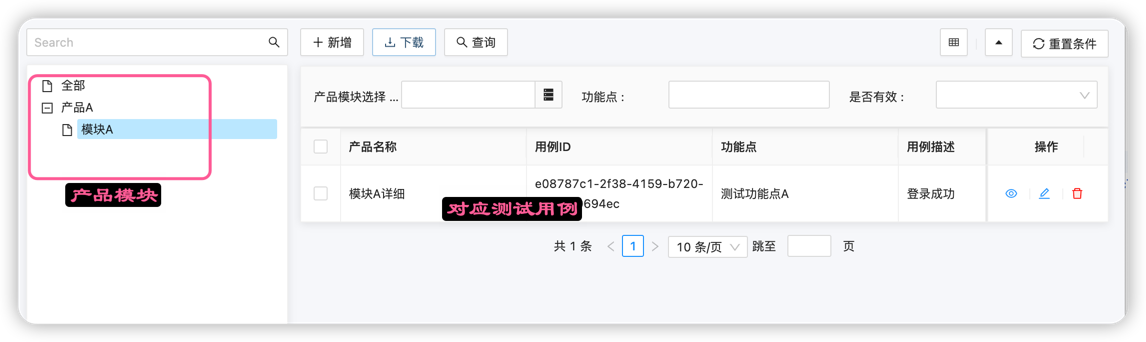 Search
新增
下载
查询
重置条件
全部
产品A
模块A
产品模块
产品模块选择 ...
功能点 :
是否有效 :
产品名称
用例ID
功能点
用例描述
操作
模块A详细
e08787c1-2f38-4159-b720-
694ec
测试功能点A
登录成功
对应测试用例
共 1 条
1
10 条/页
跳至
页